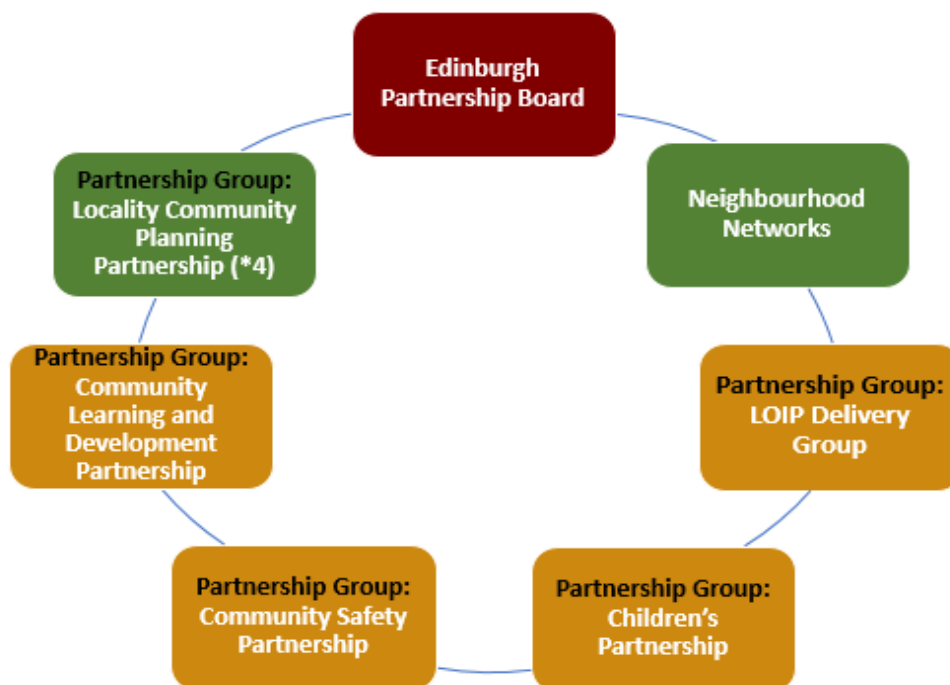 Edinburgh
Partnership Board
Neighbourhood
Networks
Partnership Group:
LOIP Delivery
Group
Partnership Group:
Children’s
Partnership
Partnership Group:
Community Safety
Partnership
Partnership Group:
Community
Learning and
Development
Partnership
Partnership Group:
Locality Community
Planning
Partnership (*4)